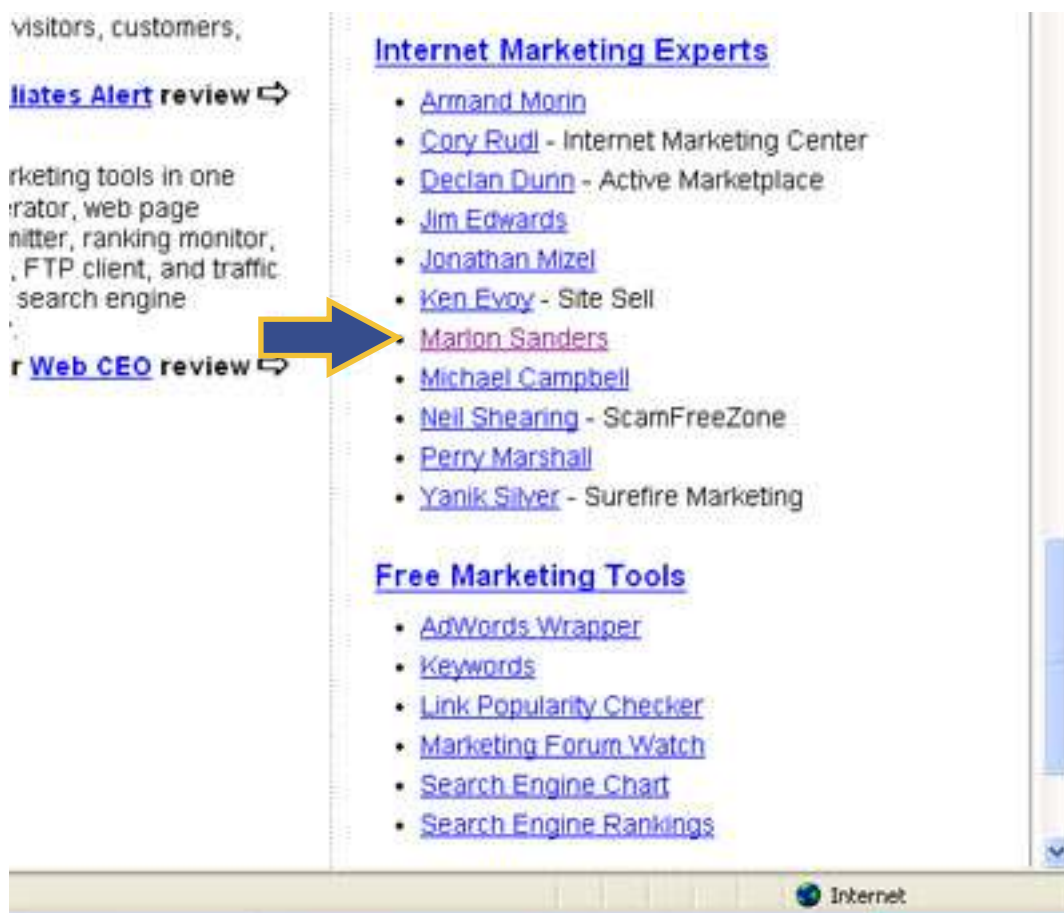 visitors, customers,
liates Alert review ⇨
rketing tools in one
rator, web page
mitter, ranking monitor,
, FTP client, and traffic
search engine
.
r Web CEO review ⇨
Internet Marketing Experts
• Armand Morin
• Cory Rudl - Internet Marketing Center
• Declan Dunn - Active Marketplace
• Jim Edwards
• Jonathan Mizel
• Ken Evoy - Site Sell
• Marlon Sanders
• Michael Campbell
• Neil Shearing - ScamFreeZone
• Perry Marshall
• Yanik Silver - Surefire Marketing
Free Marketing Tools
• AdWords Wrapper
• Keywords
• Link Popularity Checker
• Marketing Forum Watch
• Search Engine Chart
• Search Engine Rankings
Internet